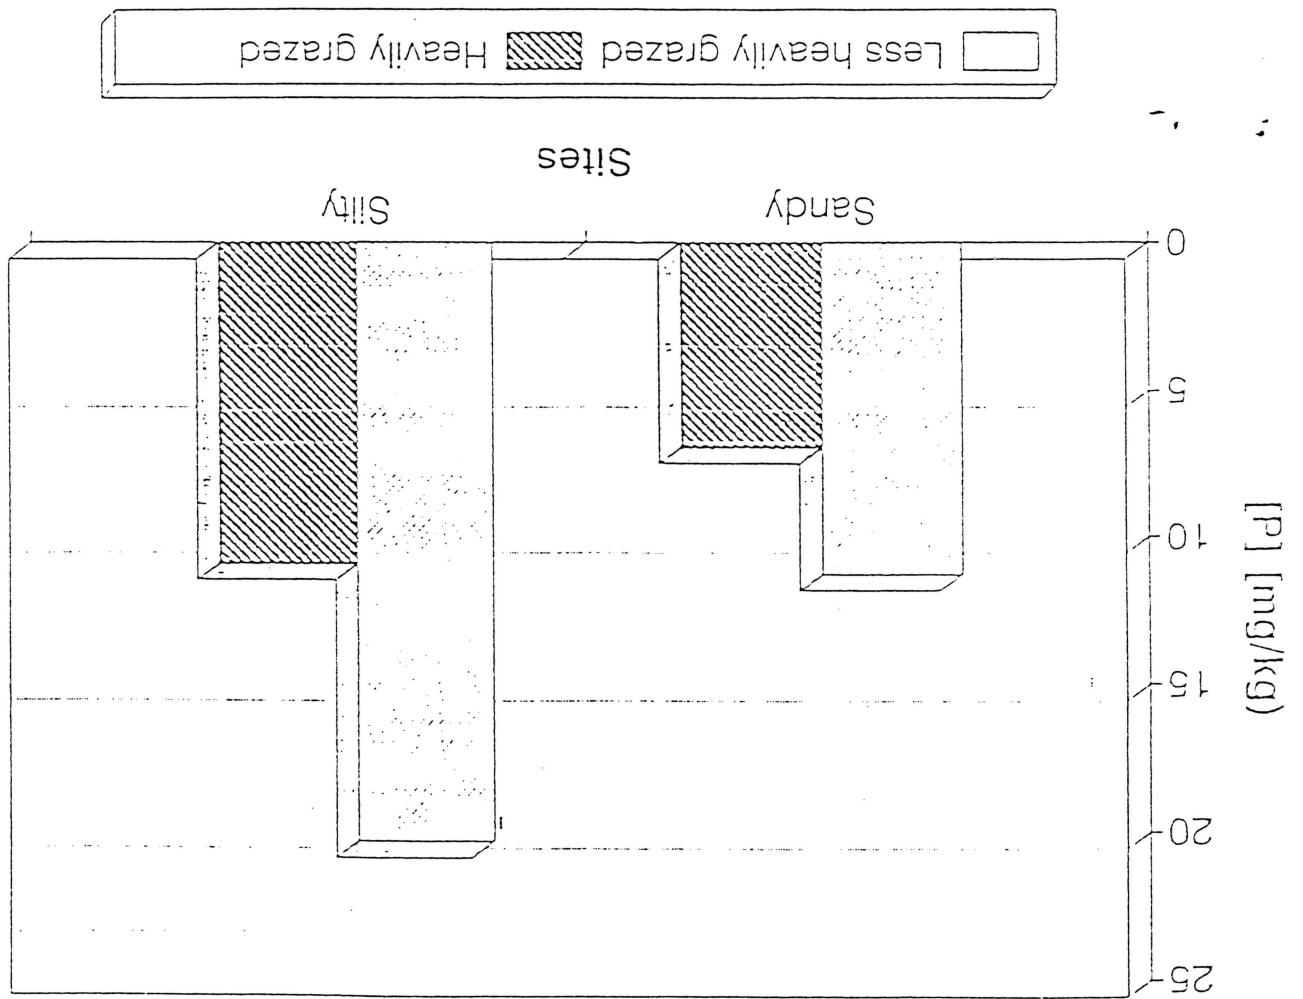 [P] [mg/kg)
25
20
15
10
5
0
Sandy
Silty
Sites
Less heavily grazed
Heavily grazed